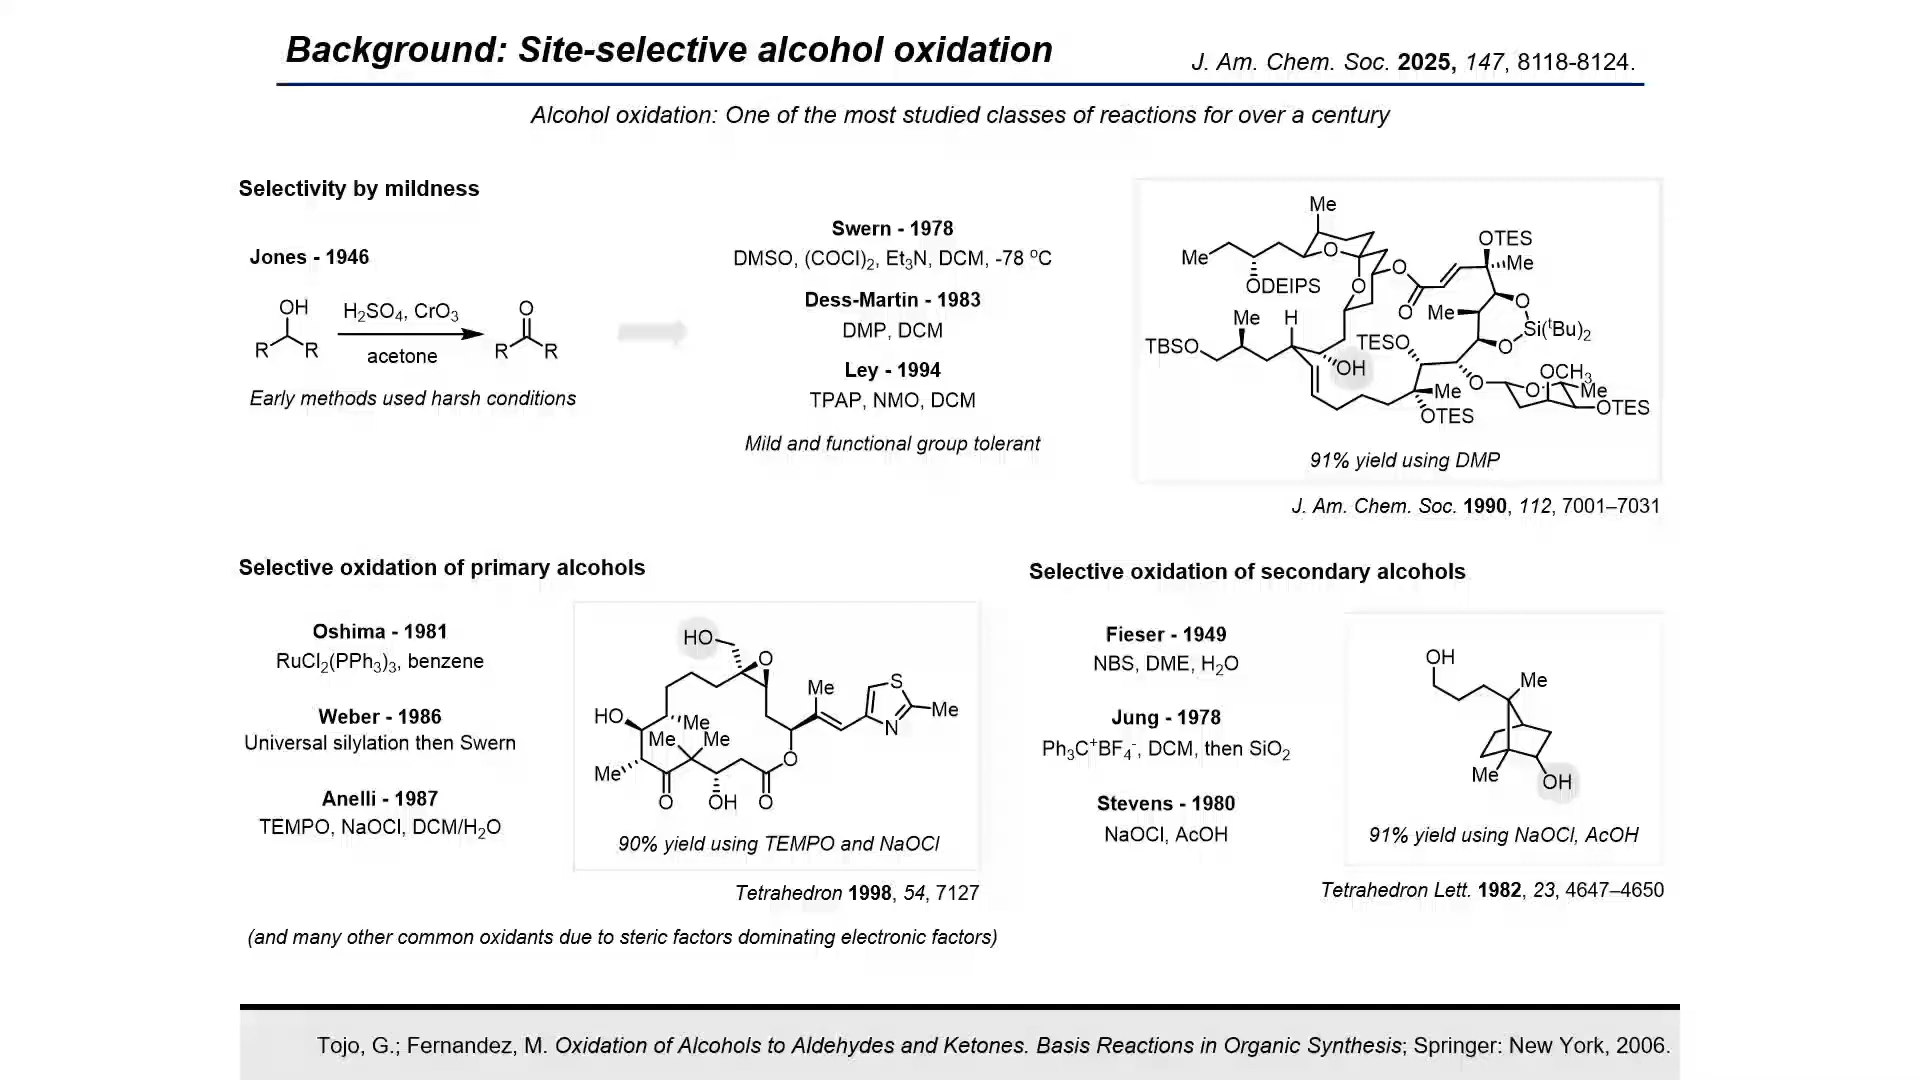 Background: Site-selective alcohol oxidation
J. Am. Chem. Soc. 2025, 147, 8118-8124.
Alcohol oxidation: One of the most studied classes of reactions for over a century
Selectivity by mildness
Jones - 1946
OH
R R
H₂SO₄, CrO₃
acetone
O
R R
Early methods used harsh conditions
Swern - 1978
DMSO, (COCl)₂, Et₃N, DCM, -78 ºC
Dess-Martin - 1983
DMP, DCM
Ley - 1994
TPAP, NMO, DCM
Mild and functional group tolerant
Me
OTES
Me O Me
O
ODEIPS O O
O
Me H Me Si(ᵗBu)₂
TBSO TESO O
OH OCH₃
O O Me
Me OTES
OTES
91% yield using DMP
J. Am. Chem. Soc. 1990, 112, 7001–7031
Selective oxidation of primary alcohols
Oshima - 1981
RuCl₂(PPh₃)₃, benzene
Weber - 1986
Universal silylation then Swern
Anelli - 1987
TEMPO, NaOCl, DCM/H₂O
HO
O
Me S
HO Me Me
Me Me N
O
Me
O OH O
90% yield using TEMPO and NaOCl
Tetrahedron 1998, 54, 7127
(and many other common oxidants due to steric factors dominating electronic factors)
Selective oxidation of secondary alcohols
Fieser - 1949
NBS, DME, H₂O
Jung - 1978
Ph₃C⁺BF₄⁻, DCM, then SiO₂
Stevens - 1980
NaOCl, AcOH
OH
Me
Me
OH
91% yield using NaOCl, AcOH
Tetrahedron Lett. 1982, 23, 4647–4650
Tojo, G.; Fernandez, M. Oxidation of Alcohols to Aldehydes and Ketones. Basis Reactions in Organic Synthesis; Springer: New York, 2006.